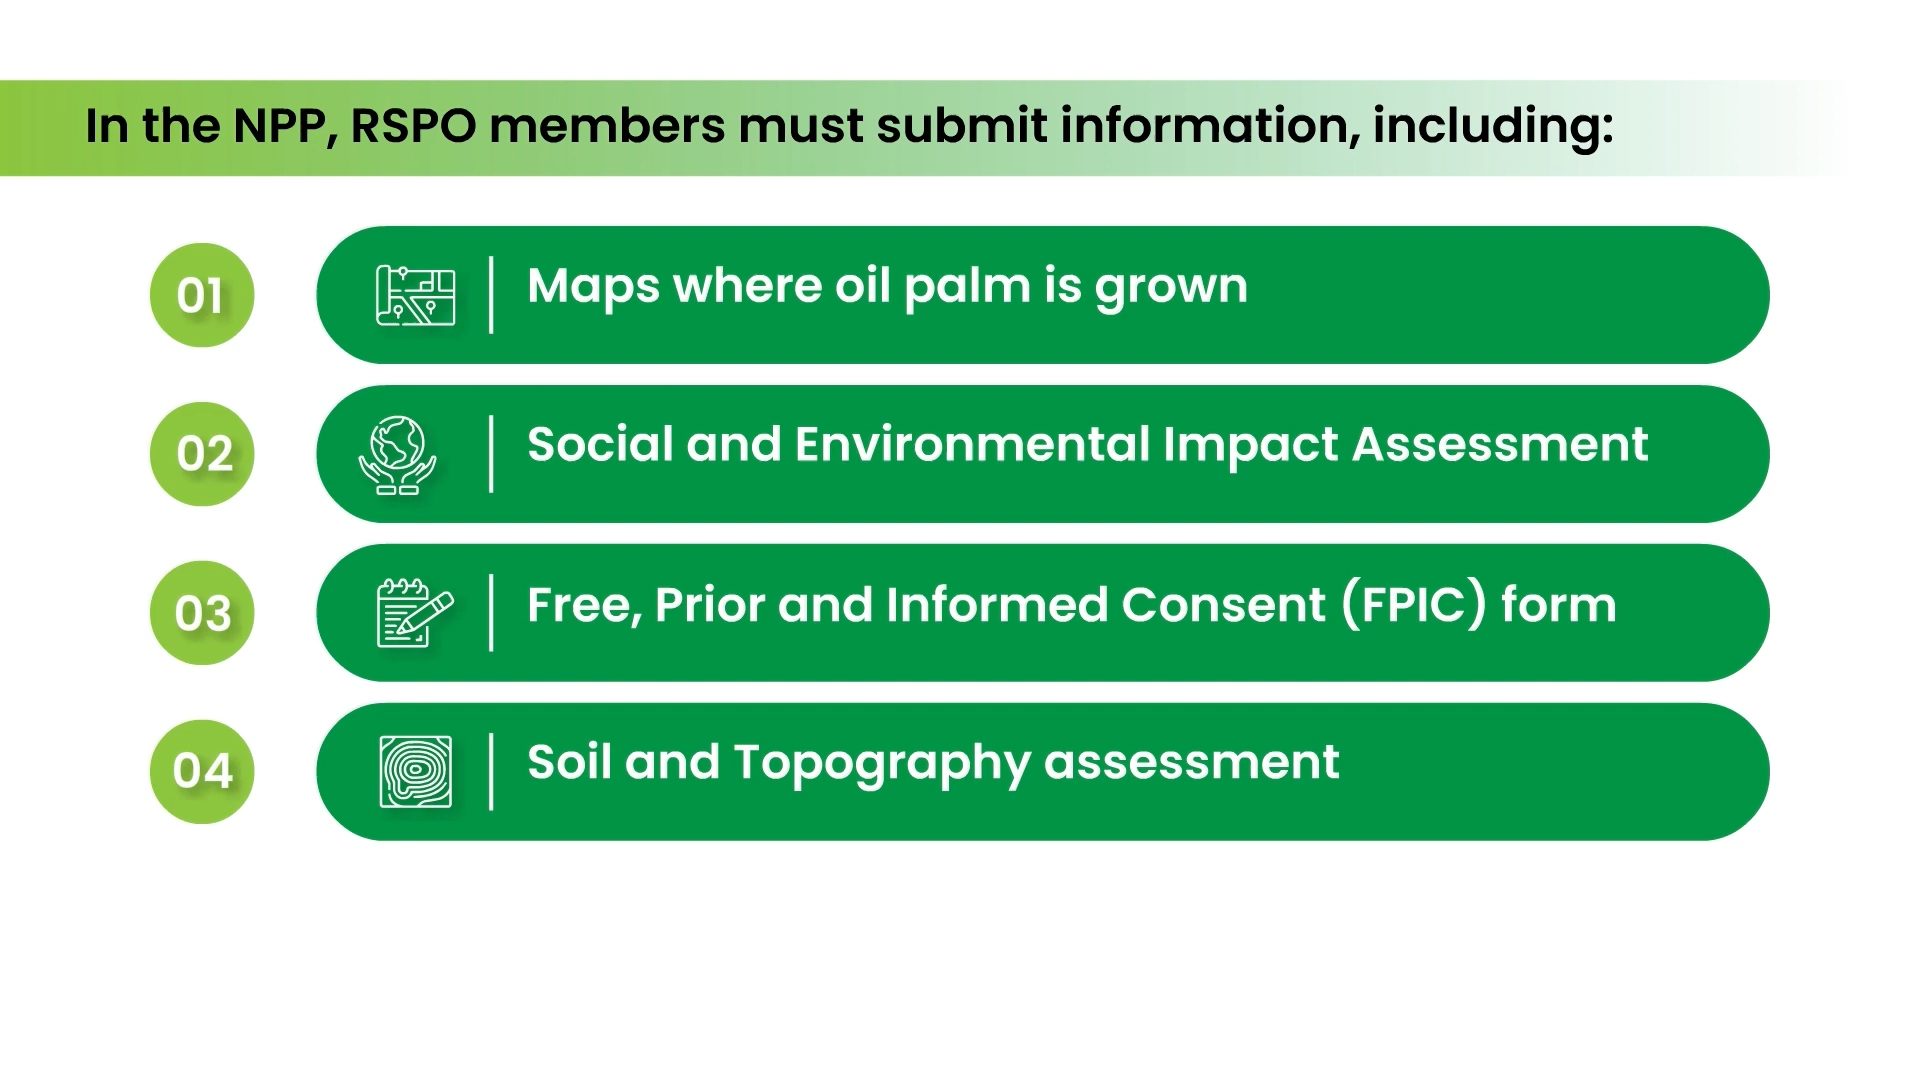 In the NPP, RSPO members must submit information, including:
01
Maps where oil palm is grown
02
Social and Environmental Impact Assessment
03
Free, Prior and Informed Consent (FPIC) form
04
Soil and Topography assessment